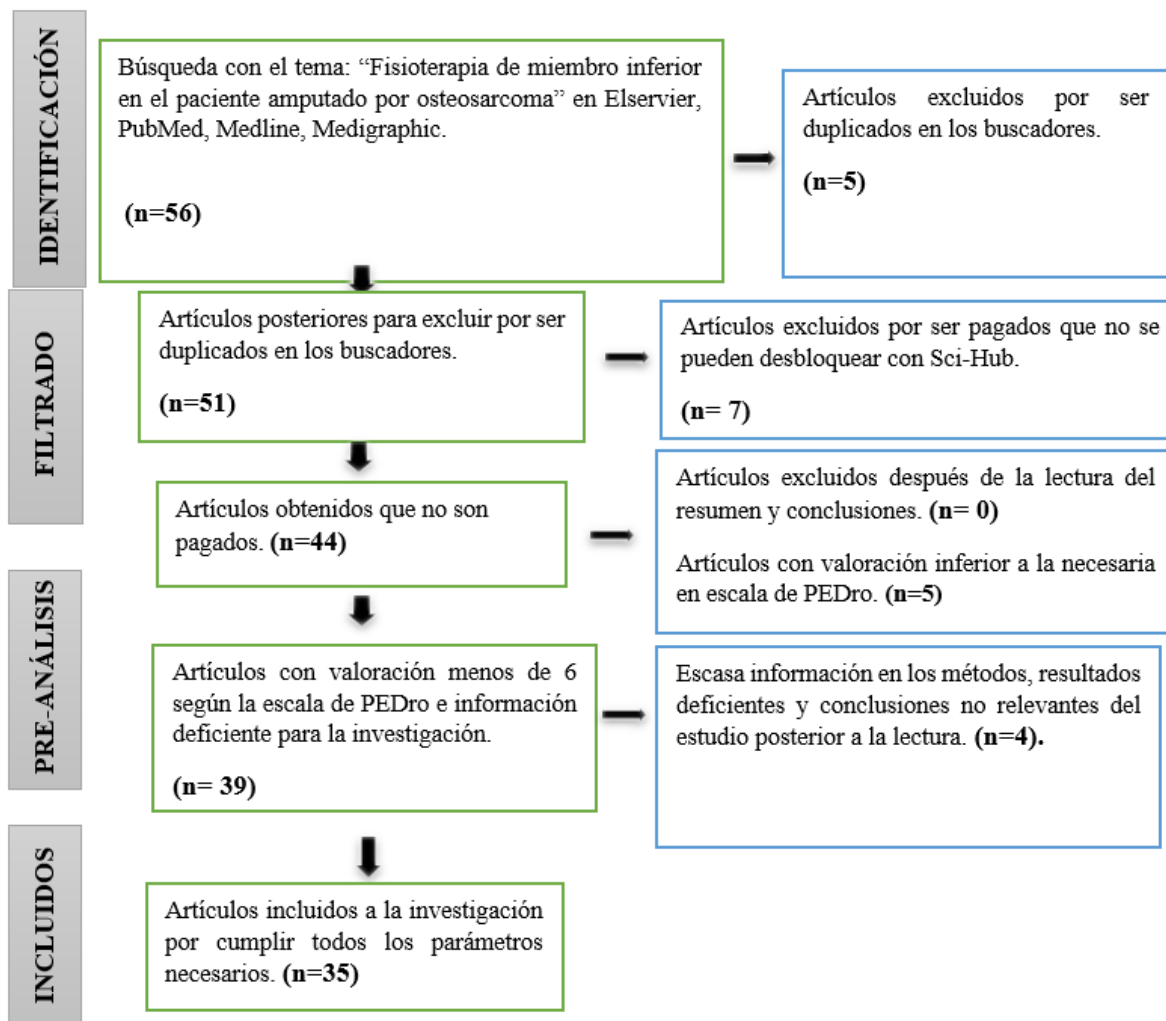 IDENTIFICACIÓN
Búsqueda con el tema: “Fisioterapia de miembro inferior
en el paciente amputado por osteosarcoma” en Elservier,
PubMed, Medline, Medigraphic.
(n=56)
Artículos excluidos por ser
duplicados en los buscadores.
(n=5)
FILTRADO
Artículos posteriores para excluir por ser
duplicados en los buscadores.
(n=51)
Artículos excluidos por ser pagados que no se
pueden desbloquear con Sci-Hub.
(n= 7)
Artículos obtenidos que no son
pagados. (n=44)
Artículos excluidos después de la lectura del
resumen y conclusiones. (n= 0)
Artículos con valoración inferior a la necesaria
en escala de PEDro. (n=5)
PRE-ANÁLISIS
Artículos con valoración menos de 6
según la escala de PEDro e información
deficiente para la investigación.
(n= 39)
Escasa información en los métodos, resultados
deficientes y conclusiones no relevantes del
estudio posterior a la lectura. (n=4).
INCLUIDOS
Artículos incluidos a la investigación
por cumplir todos los parámetros
necesarios. (n=35)